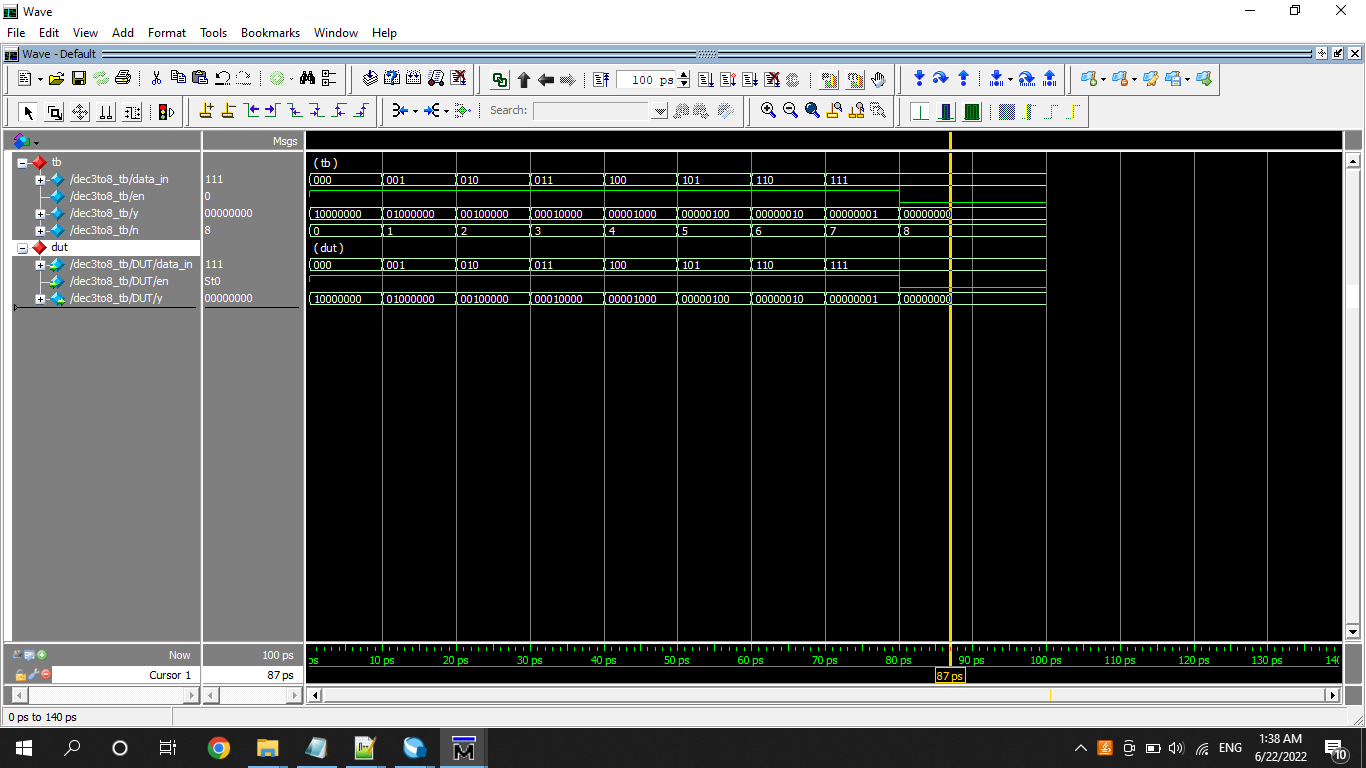 Wave
File Edit View Add Format Tools Bookmarks Window Help
Wave - Default
100 ps
Search:
Msgs
tb
(tb)
/dec3to8_tb/data_in 111 000 001 010 011 100 101 110 111
/dec3to8_tb/en 0
/dec3to8_tb/y 00000000 10000000 01000000 00100000 00010000 00001000 00000100 00000010 00000001 00000000
/dec3to8_tb/n 8 0 1 2 3 4 5 6 7 8
dut
(dut)
/dec3to8_tb/DUT/data_in 111 000 001 010 011 100 101 110 111
/dec3to8_tb/DUT/en St0
/dec3to8_tb/DUT/y 00000000 10000000 01000000 00100000 00010000 00001000 00000100 00000010 00000001 00000000
Now 100 ps ps 10 ps 20 ps 30 ps 40 ps 50 ps 60 ps 70 ps 80 ps 90 ps 100 ps 110 ps 120 ps 130 ps 140
Cursor 1 87 ps 87 ps
0 ps to 140 ps
ENG
1:38 AM
6/22/2022
10